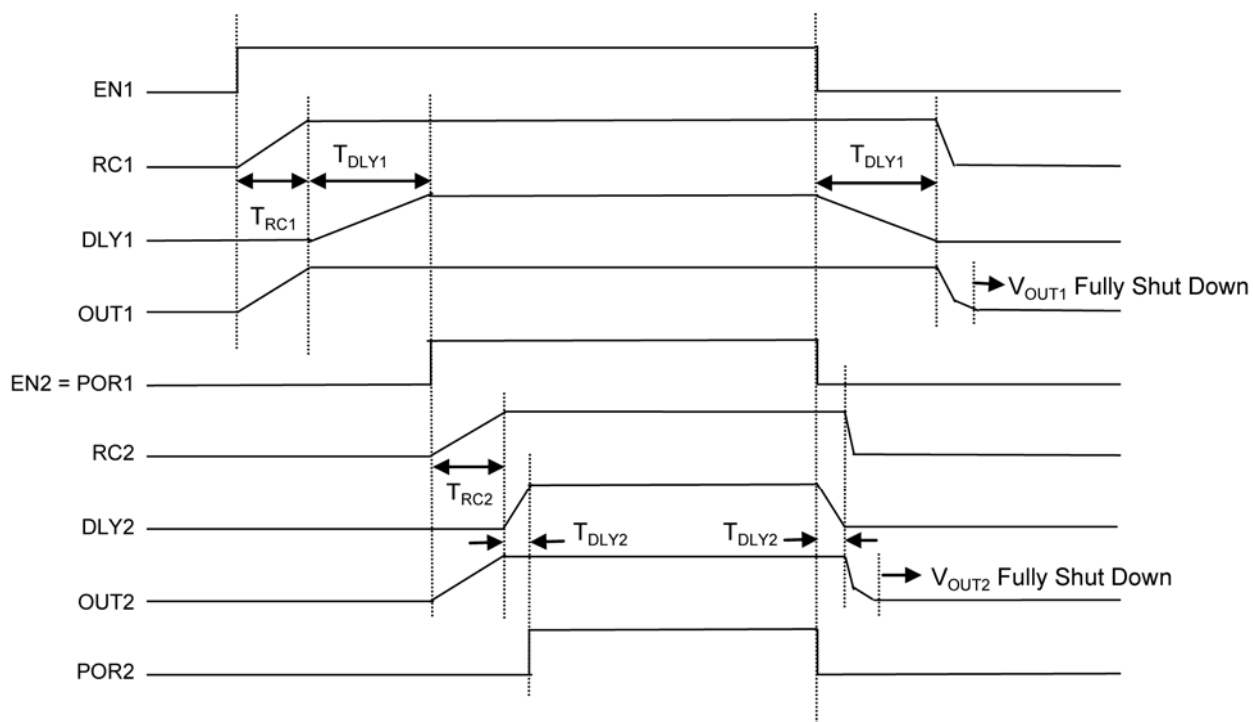 EN1
RC1
T_DLY1
T_DLY1
T_RC1
DLY1
V_OUT1 Fully Shut Down
OUT1
EN2 = POR1
RC2
T_RC2
DLY2
T_DLY2
T_DLY2
V_OUT2 Fully Shut Down
OUT2
POR2